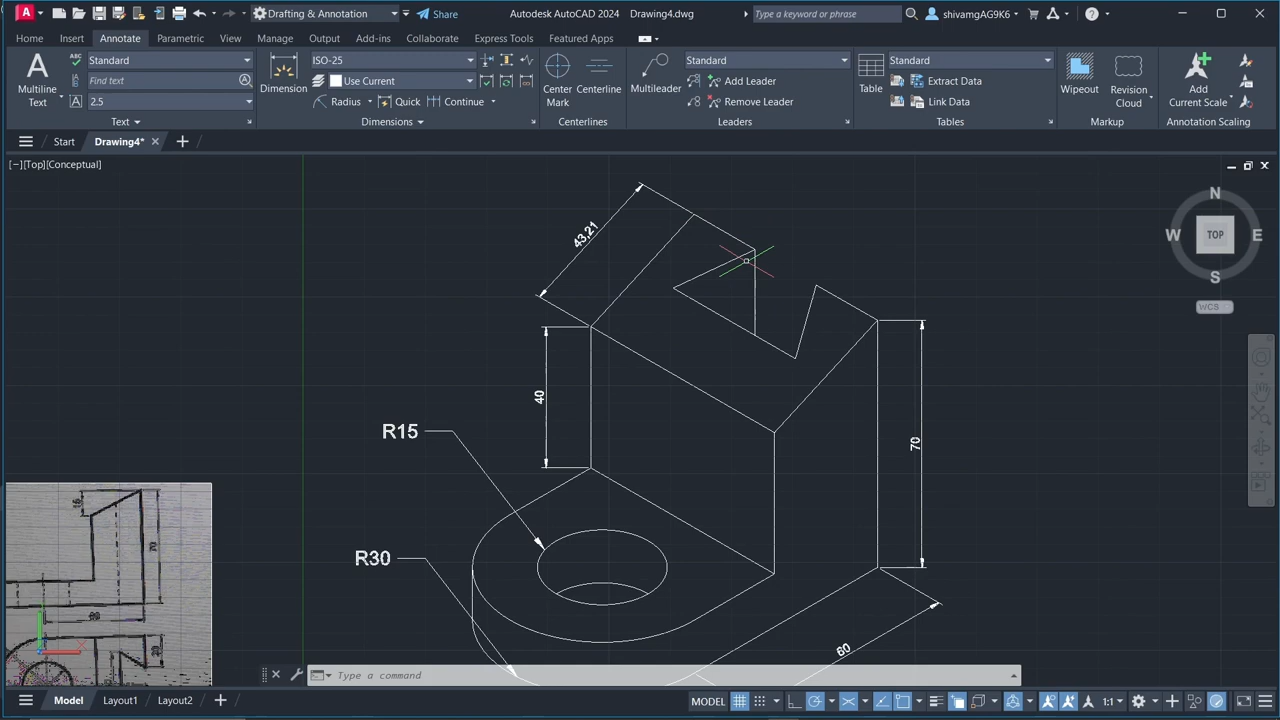 Drafting & Annotation
Share
Autodesk AutoCAD 2024 Drawing4.dwg
Type a keyword or phrase
shivamgAG9K6
Home Insert Annotate Parametric View Manage Output Add-ins Collaborate Express Tools Featured Apps
Multiline
Text
Standard
Find text
2.5
Text
Dimension
ISO-25
Use Current
Radius Quick Continue
Dimensions
Center
Mark
Centerline
Centerlines
Multileader
Standard
Add Leader
Remove Leader
Leaders
Table
Standard
Extract Data
Link Data
Tables
Wipeout
Revision
Cloud
Markup
Add
Current Scale
Annotation Scaling
Start Drawing4*
[−][Top][Conceptual]
N
W TOP E
S
WCS
43,21
40
R15
70
R30
60
70
Type a command
Model Layout1 Layout2
MODEL
1:1